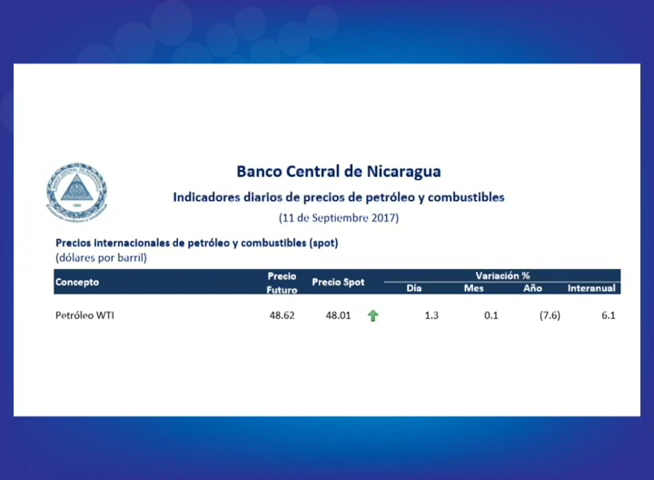 Banco Central de Nicaragua
Indicadores diarios de precios de petróleo y combustibles
(11 de Septiembre 2017)
Precios internacionales de petróleo y combustibles (spot)
(dólares por barril)
Concepto Precio Futuro Precio Spot Variación %
Día Mes Año Interanual
Petróleo WTI 48.62 48.01 1.3 0.1 (7.6) 6.1